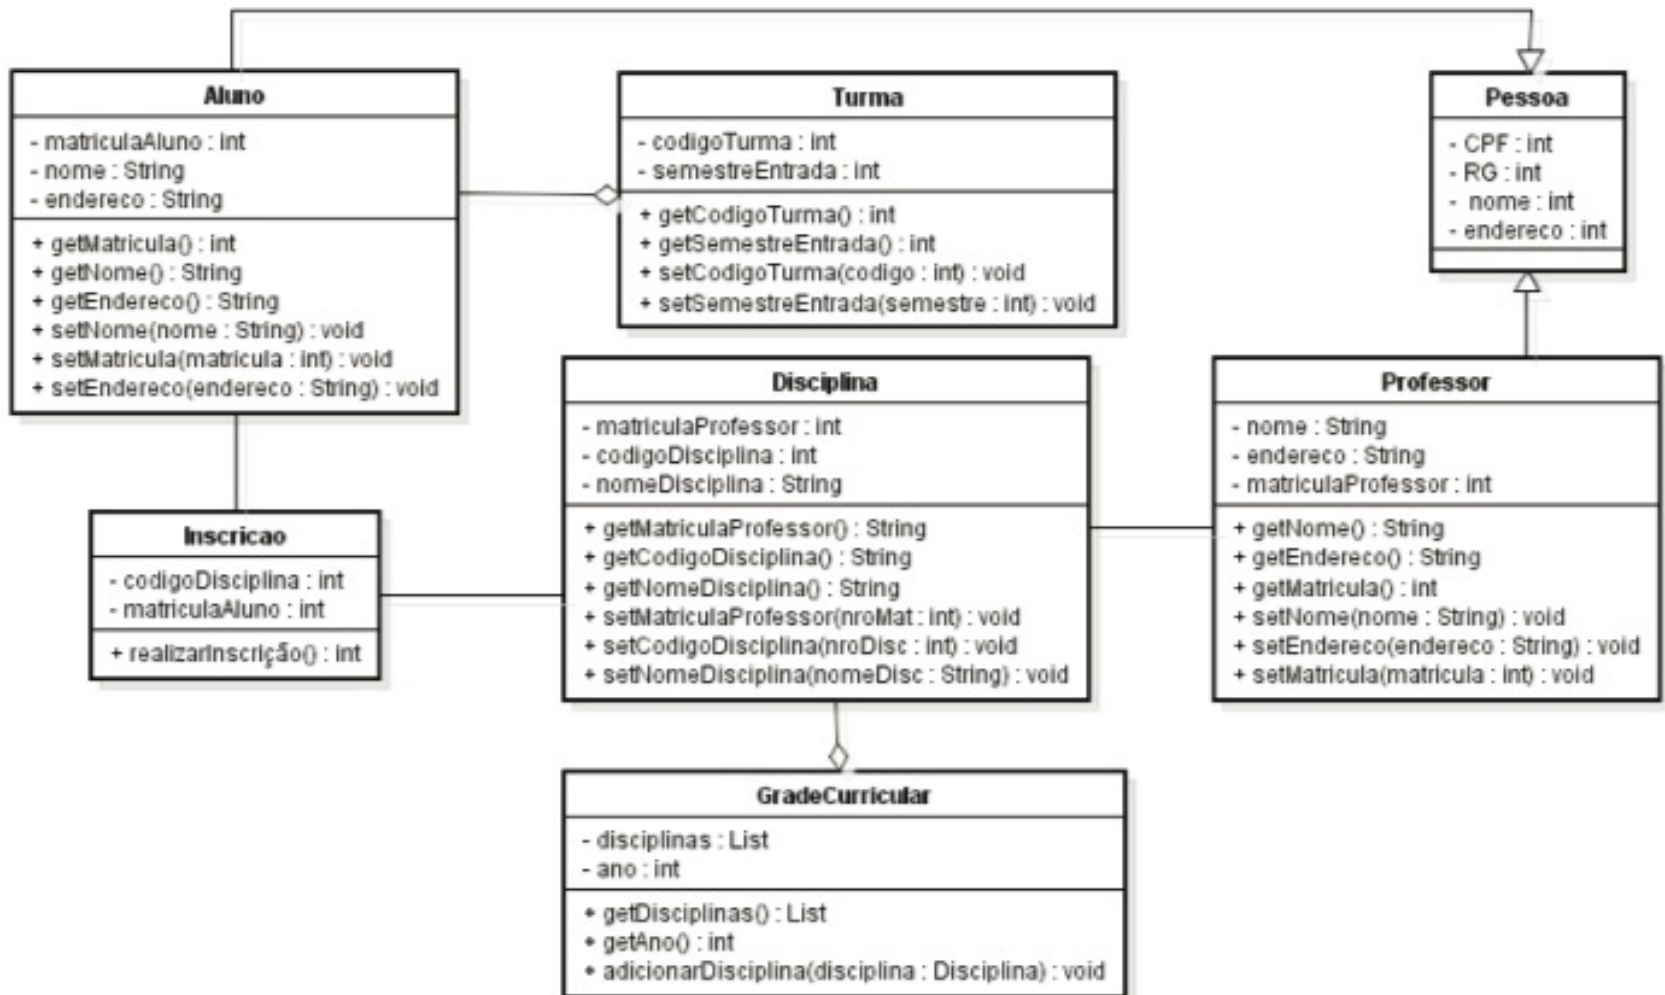 Aluno
- matriculaAluno : int
- nome : String
- endereco : String
+ getMatricula() : int
+ getNome() : String
+ getEndereco() : String
+ setNome(nome : String) : void
+ setMatricula(matricula : int) : void
+ setEndereco(endereco : String) : void
Turma
- codigoTurma : int
- semestreEntrada : int
+ getCodigoTurma() : int
+ getSemestreEntrada() : int
+ setCodigoTurma(codigo : int) : void
+ setSemestreEntrada(semestre : int) : void
Pessoa
- CPF : int
- RG : int
- nome : int
- endereco : int
Inscricao
- codigoDisciplina : int
- matriculaAluno : int
+ realizarInscrição() : int
Disciplina
- matriculaProfessor : int
- codigoDisciplina : int
- nomeDisciplina : String
+ getMatriculaProfessor() : String
+ getCodigoDisciplina() : String
+ getNomeDisciplina() : String
+ setMatriculaProfessor(nroMat : int) : void
+ setCodigoDisciplina(nroDisc : int) : void
+ setNomeDisciplina(nomeDisc : String) : void
Professor
- nome : String
- endereco : String
- matriculaProfessor : int
+ getNome() : String
+ getEndereco() : String
+ getMatricula() : int
+ setNome(nome : String) : void
+ setEndereco(endereco : String) : void
+ setMatricula(matricula : int) : void
GradeCurricular
- disciplinas : List
- ano : int
+ getDisciplinas() : List
+ getAno() : int
+ adicionarDisciplina(disciplina : Disciplina) : void